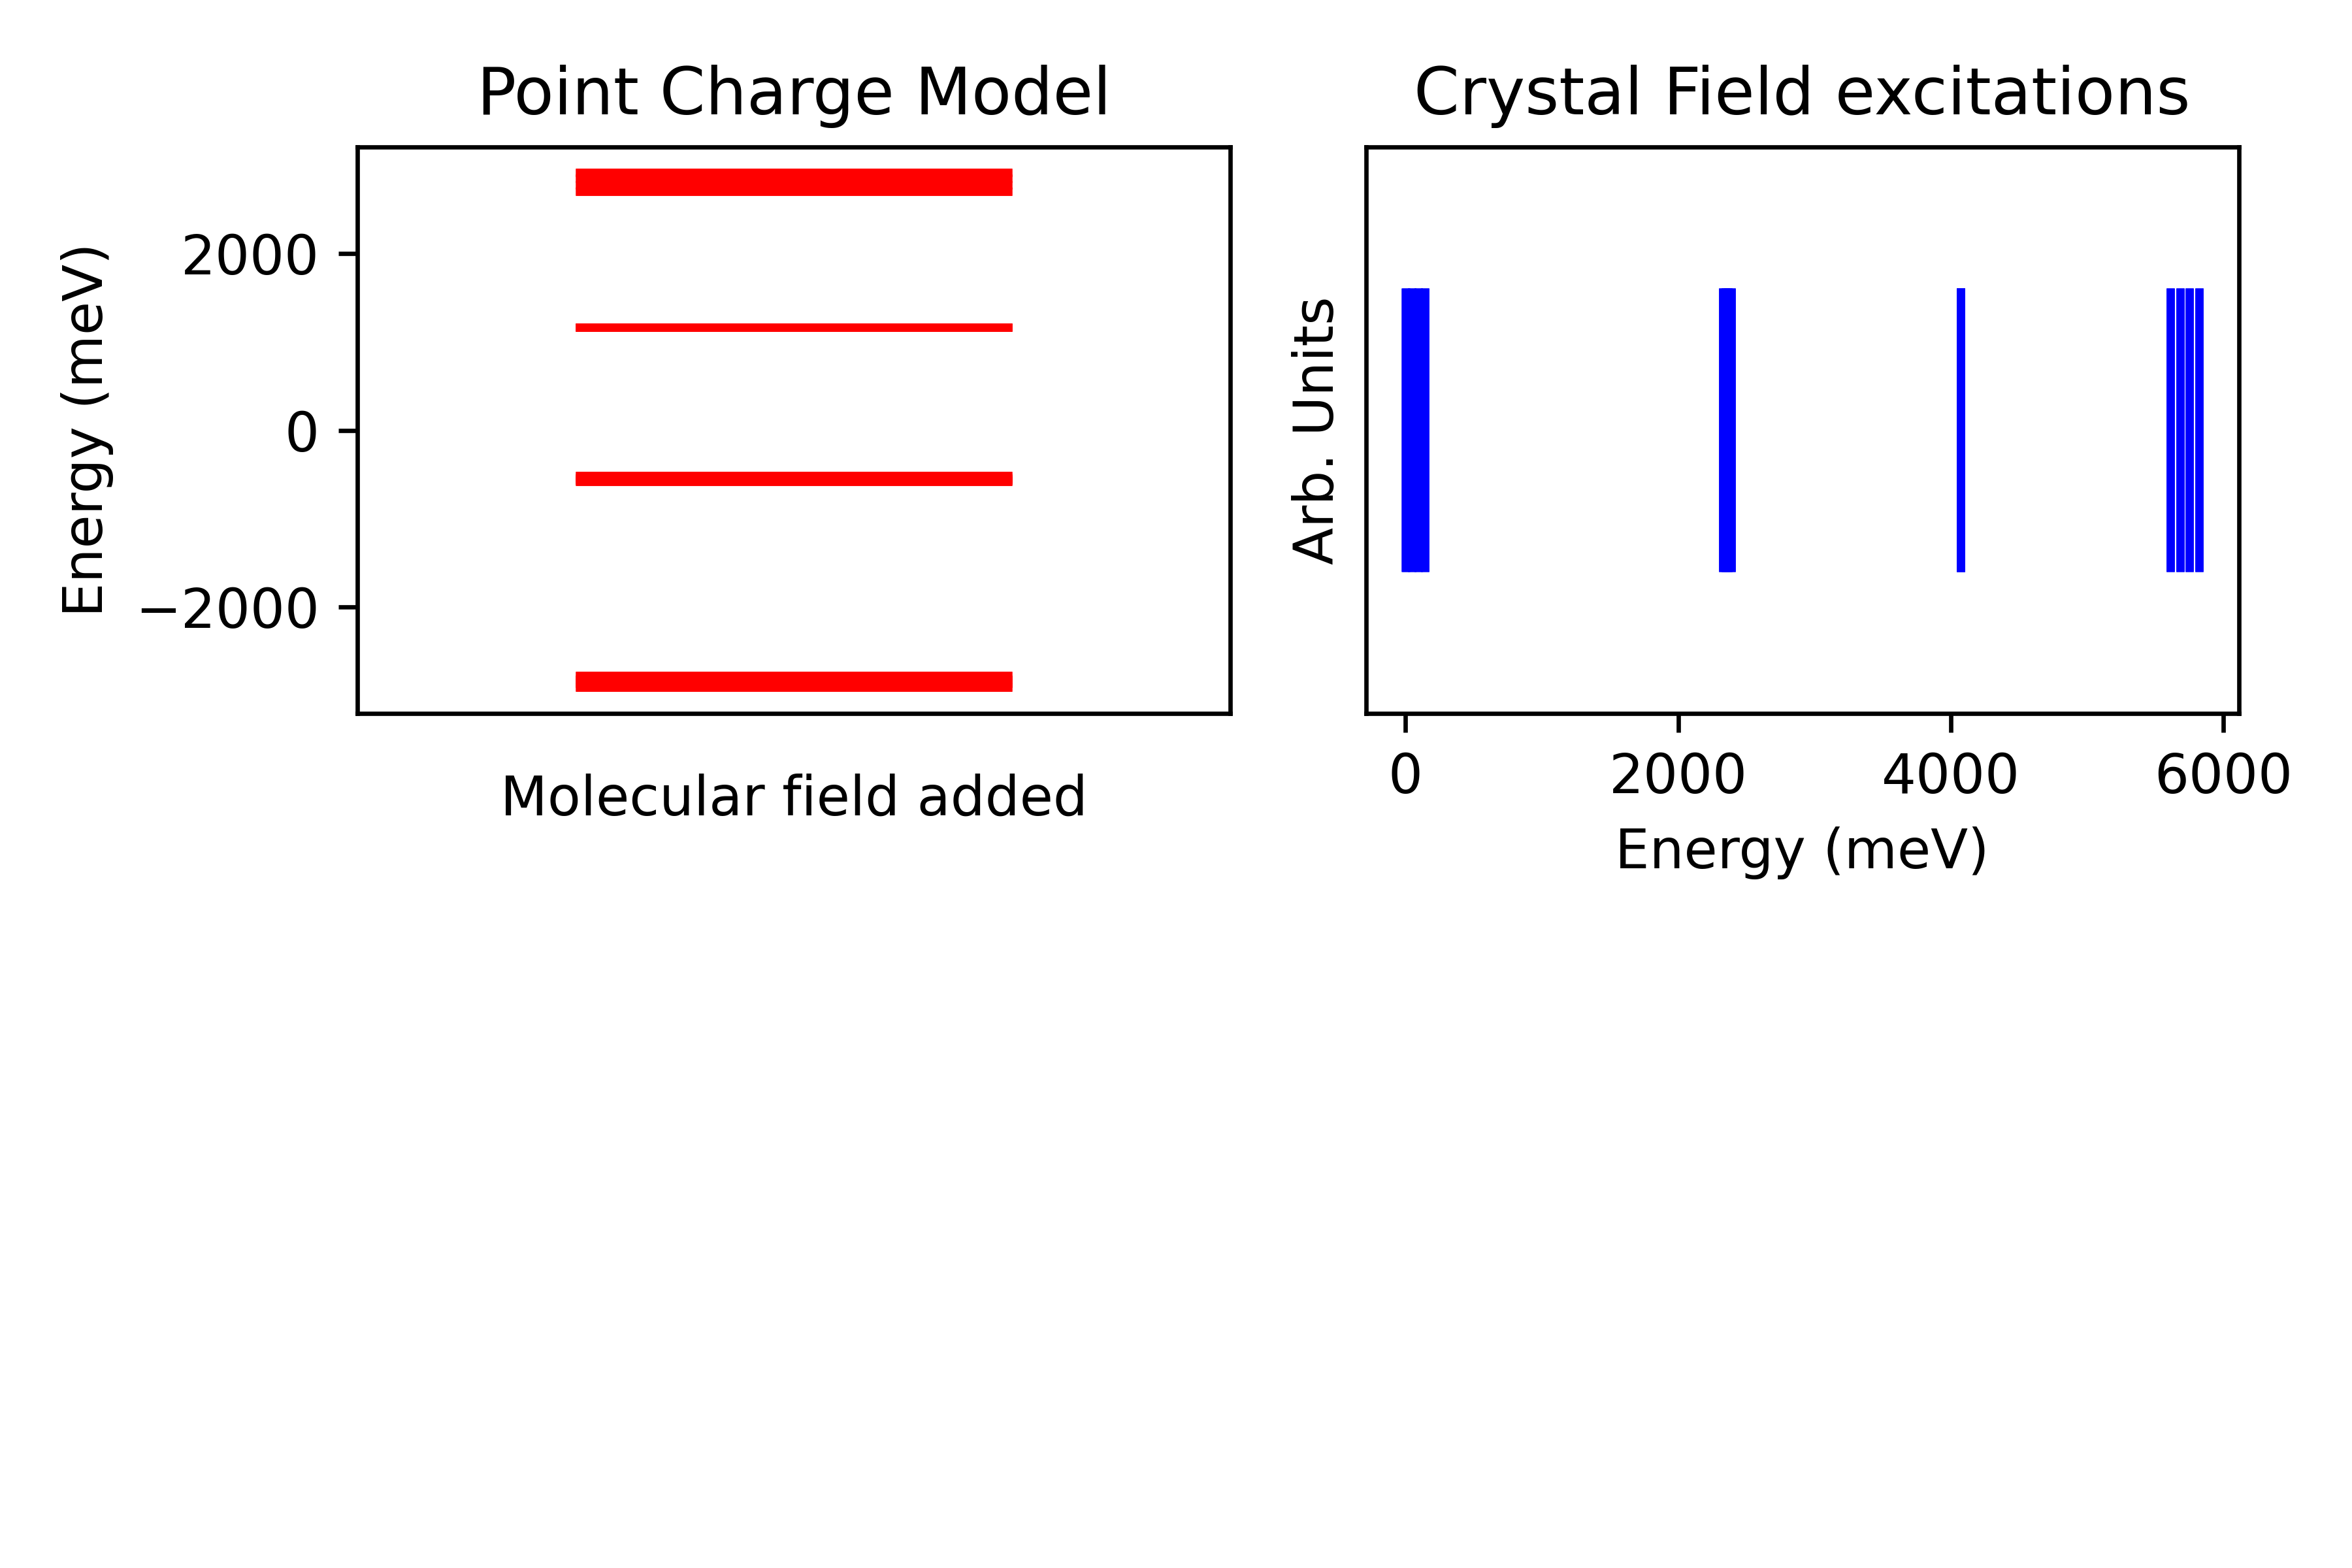 Point Charge Model
Energy (meV)
2000
0
−2000
Molecular field added
Crystal Field excitations
Arb. Units
0 2000 4000 6000
Energy (meV)